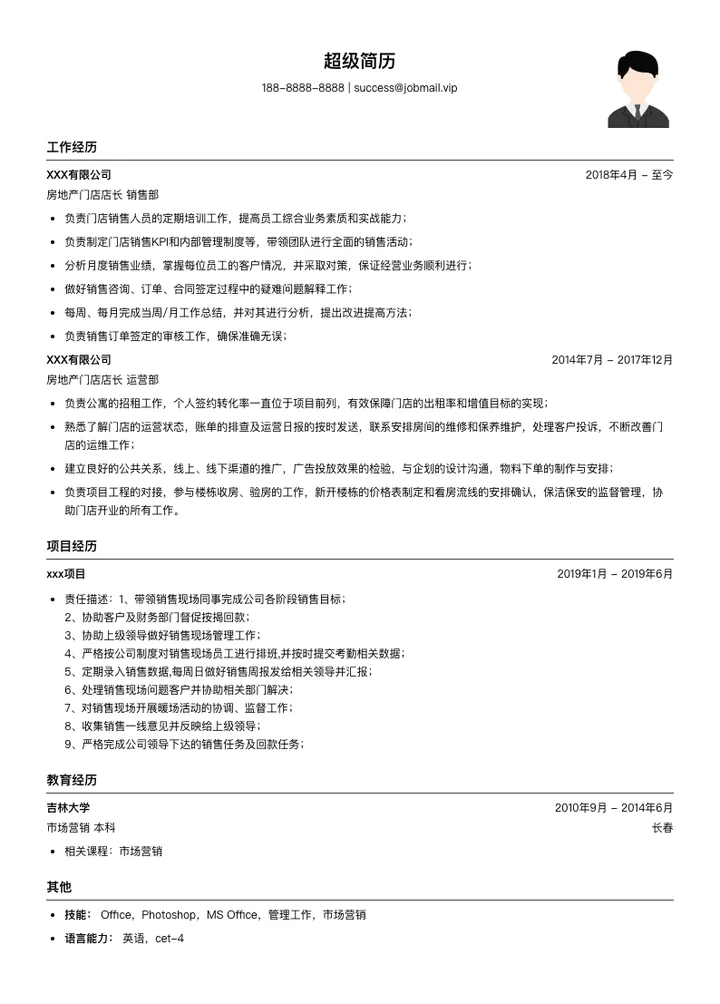 超级简历
188-8888-8888 | success@jobmail.vip
工作经历
XXX有限公司 2018年4月 – 至今
房地产门店店长 销售部
• 负责门店销售人员的定期培训工作，提高员工综合业务素质和实战能力；
• 负责制定门店销售KPI和内部管理制度等，带领团队进行全面的销售活动；
• 分析月度销售业绩，掌握每位员工的客户情况，并采取对策，保证经营业务顺利进行；
• 做好销售咨询、订单、合同签定过程中的疑难问题解释工作；
• 每周、每月完成当周/月工作总结，并对其进行分析，提出改进提高方法；
• 负责销售订单签定的审核工作，确保准确无误；
XXX有限公司 2014年7月 – 2017年12月
房地产门店店长 运营部
• 负责公寓的招租工作，个人签约转化率一直位于项目前列，有效保障门店的出租率和增值目标的实现；
• 熟悉了解门店的运营状态，账单的排查及运营日报的按时发送，联系安排房间的维修和保养维护，处理客户投诉，不断改善门
店的运维工作；
• 建立良好的公共关系，线上、线下渠道的推广，广告投放效果的检验，与企划的设计沟通，物料下单的制作与安排；
• 负责项目工程的对接，参与楼栋收房、验房的工作，新开楼栋的价格表制定和看房流线的安排确认，保洁保安的监督管理，协
助门店开业的所有工作。
项目经历
xxx项目 2019年1月 – 2019年6月
• 责任描述：1、带领销售现场同事完成公司各阶段销售目标；
2、协助客户及财务部门督促按揭回款；
3、协助上级领导做好销售现场管理工作；
4、严格按公司制度对销售现场员工进行排班,并按时提交考勤相关数据；
5、定期录入销售数据,每周日做好销售周报发给相关领导并汇报；
6、处理销售现场问题客户并协助相关部门解决；
7、对销售现场开展暖场活动的协调、监督工作；
8、收集销售一线意见并反映给上级领导；
9、严格完成公司领导下达的销售任务及回款任务；
教育经历
吉林大学 2010年9月 – 2014年6月
市场营销 本科 长春
• 相关课程：市场营销
其他
• 技能： Office，Photoshop，MS Office，管理工作，市场营销
• 语言能力： 英语，cet-4